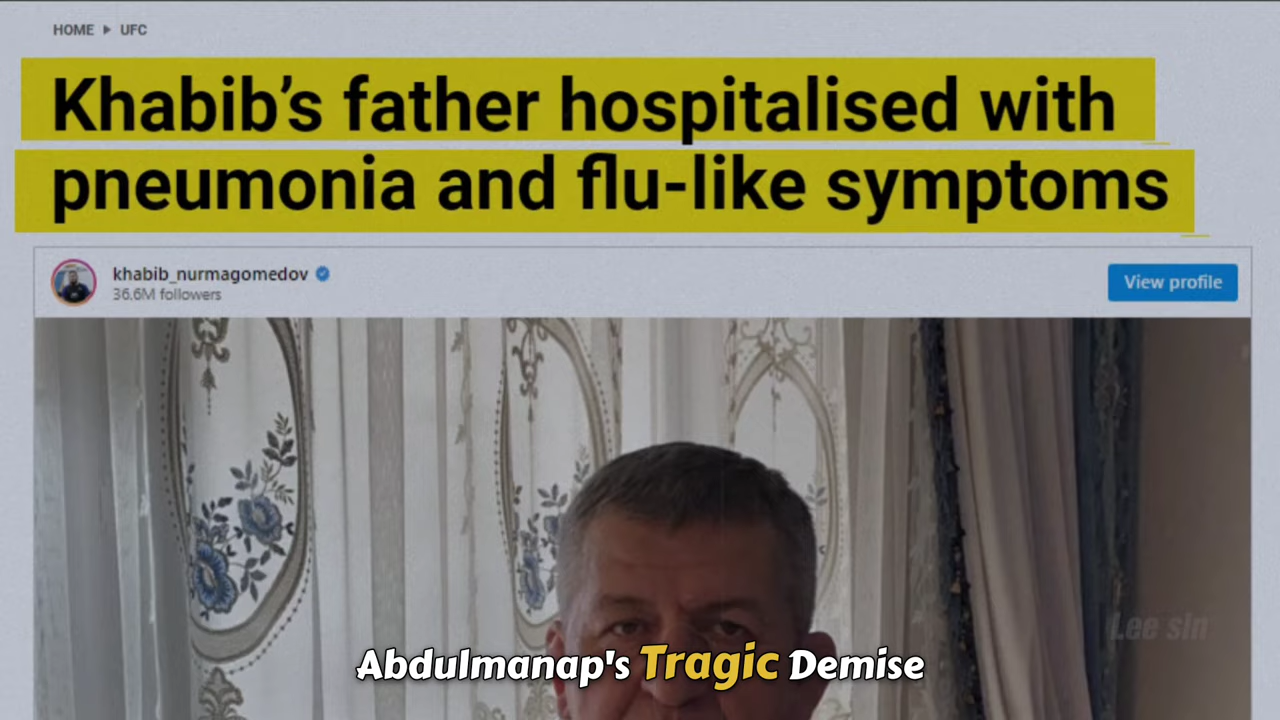 HOME ▶ UFC
Khabib’s father hospitalised with
pneumonia and flu-like symptoms
khabib_nurmagomedov
36.6M followers
View profile
Lee sin
Abdulmanap's Tragic Demise